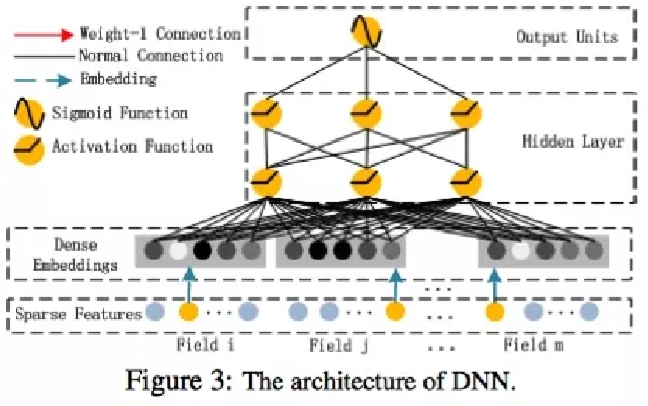 Weight-1 Connection
Normal Connection
Embedding
Sigmoid Function
Activation Function
Output Units
Hidden Layer
Dense
Embeddings
...
Sparse Features
... ... ... ...
Field i Field j ... Field m
Figure 3: The architecture of DNN.